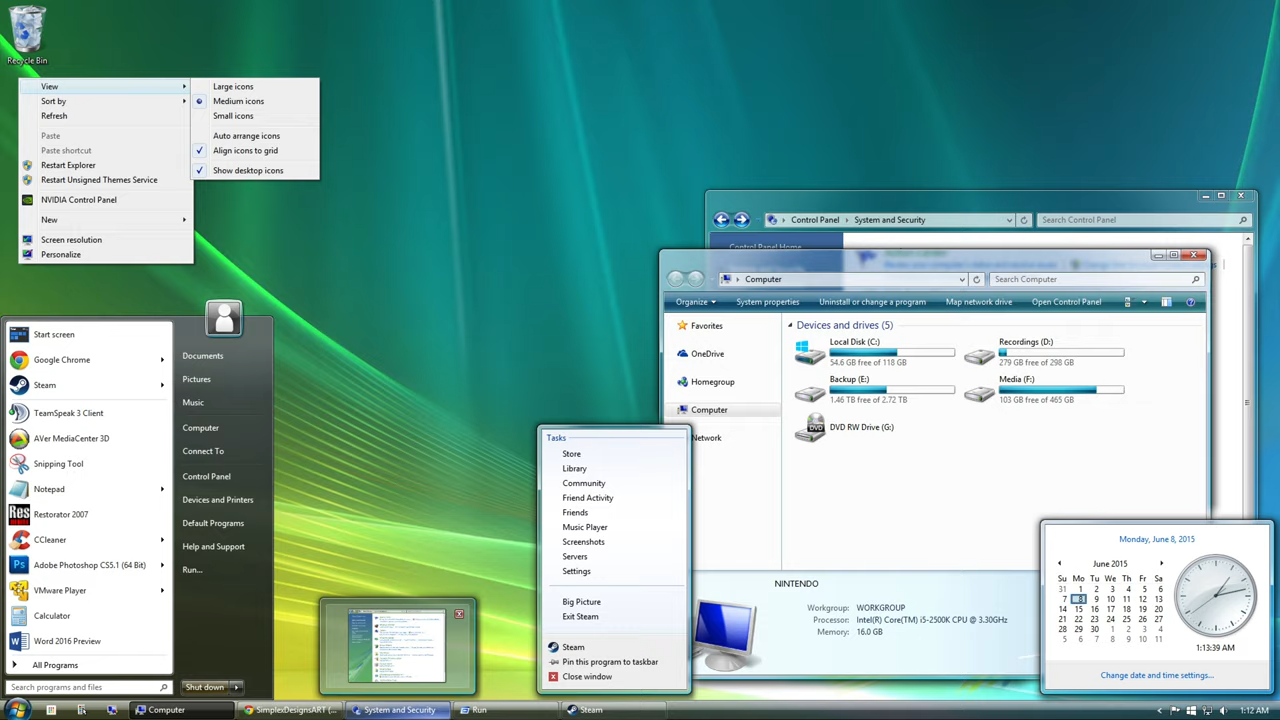 Recycle Bin
View
Sort by
Refresh
Paste
Paste shortcut
Restart Explorer
Restart Unsigned Themes Service
NVIDIA Control Panel
New
Screen resolution
Personalize
Large icons
Medium icons
Small icons
Auto arrange icons
Align icons to grid
Show desktop icons
Control Panel
System and Security
Search Control Panel
Control Panel Home
Computer
Search Computer
Organize
System properties
Uninstall or change a program
Map network drive
Open Control Panel
Favorites
OneDrive
Homegroup
Computer
Network
Devices and drives (5)
Local Disk (C:)
54.6 GB free of 118 GB
Recordings (D:)
279 GB free of 298 GB
Backup (E:)
1.46 TB free of 2.72 TB
Media (F:)
103 GB free of 465 GB
DVD
DVD RW Drive (G:)
NINTENDO
Workgroup: WORKGROUP
Processor: Intel(R) Core(TM) i5-2500K CPU @ 3.30GHz
Memory: 16.0 GB
Start screen
Google Chrome
Steam
TeamSpeak 3 Client
AVer MediaCenter 3D
Snipping Tool
Notepad
Res
Restorator 2007
CCleaner
Ps
Adobe Photoshop CS5.1 (64 Bit)
VMware Player
Calculator
Word 2016 Preview
All Programs
Search programs and files
Documents
Pictures
Music
Computer
Connect To
Control Panel
Devices and Printers
Default Programs
Help and Support
Run...
Shut down
Tasks
Store
Library
Community
Friend Activity
Friends
Music Player
Screenshots
Servers
Settings
Big Picture
Exit Steam
Steam
Pin this program to taskbar
Close window
Monday, June 8, 2015
June 2015
Su Mo Tu We Th Fr Sa
31 1 2 3 4 5 6
7 8 9 10 11 12 13
14 15 16 17 18 19 20
21 22 23 24 25 26 27
28 29 30 1 2 3 4
5 6 7 8 9 10 11
1:13:39 AM
Change date and time settings...
Computer
SimplexDesignsART (...
System and Security
Run
Steam
1:12 AM